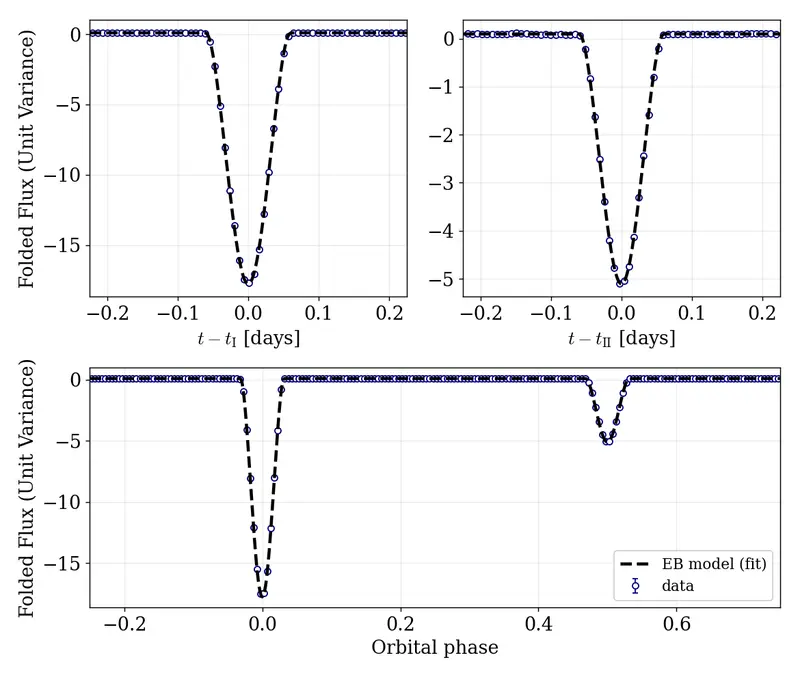 Folded Flux (Unit Variance)
0
−5
−10
−15
−0.2 −0.1 0.0 0.1 0.2
t − tI [days]
0
−1
−2
−3
−4
−5
−0.2 −0.1 0.0 0.1 0.2
t − tII [days]
Folded Flux (Unit Variance)
0
−5
−10
−15
−0.2 0.0 0.2 0.4 0.6
Orbital phase
EB model (fit)
data